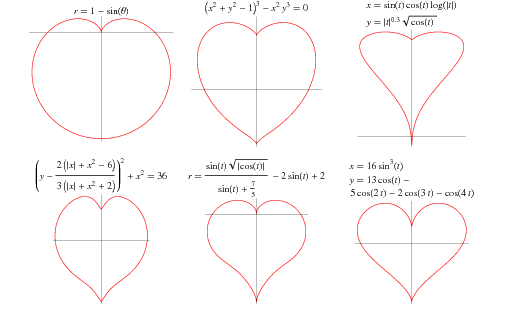 r = 1 − sin(θ)
(x² + y² − 1)³ − x² y³ = 0
x = sin(t) cos(t) log(|t|)
y = |t|^0.3 √cos(t)
(y − 2 (|x| + x² − 6) / 3 (|x| + x² + 2))² + x² = 36
r = sin(t) √|cos(t)| / (sin(t) + 7/5) − 2 sin(t) + 2
x = 16 sin³(t)
y = 13 cos(t) −
5 cos(2 t) − 2 cos(3 t) − cos(4 t)